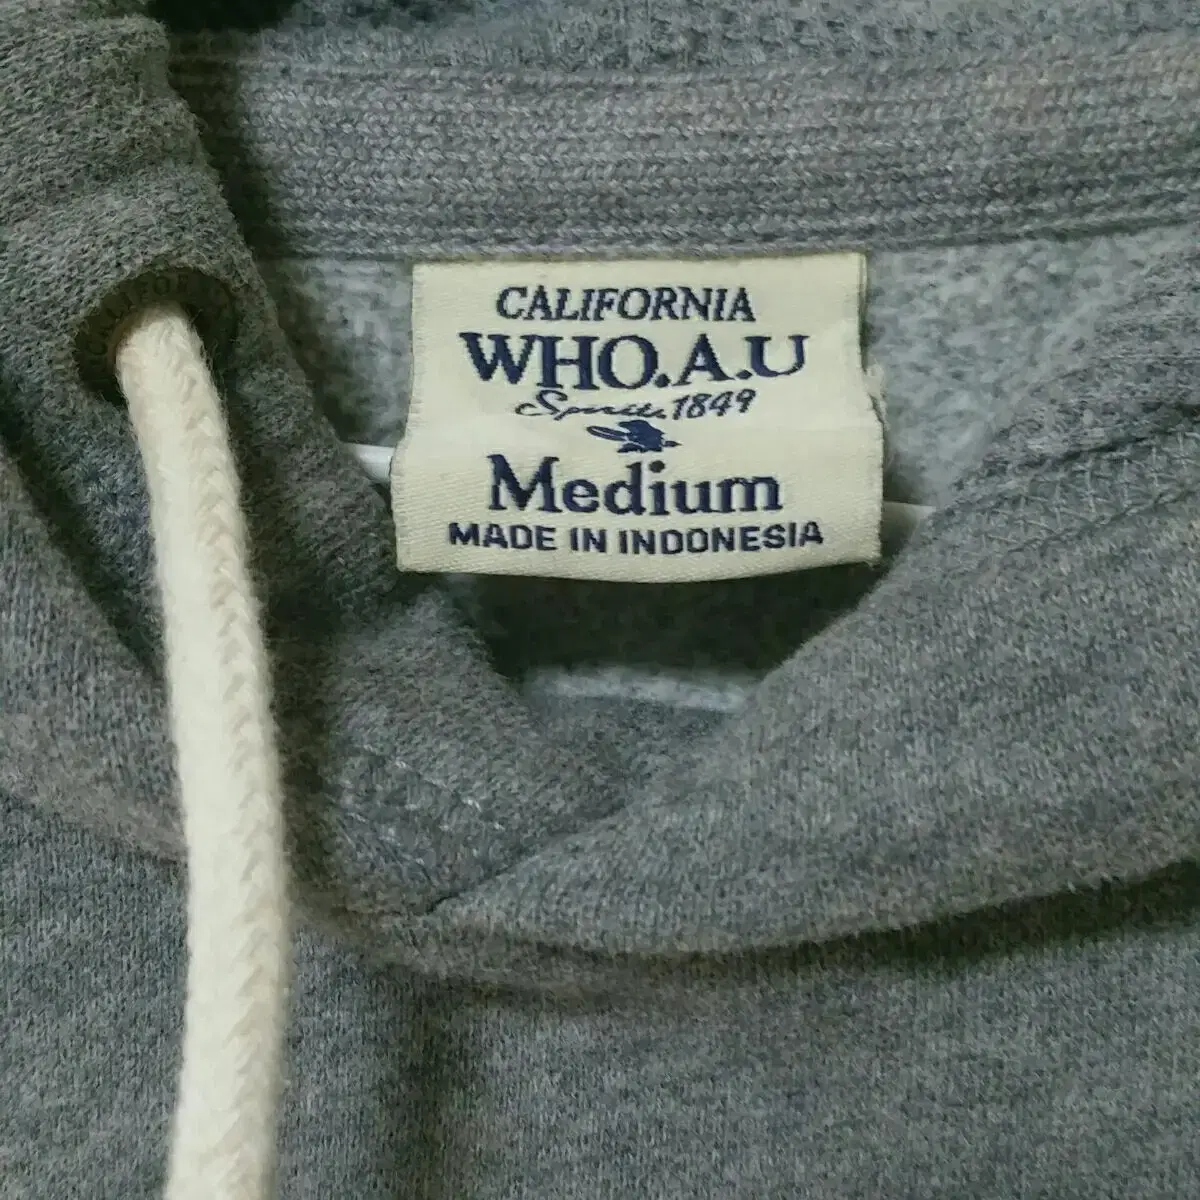 CALIFORNIA
WHO.A.U
Spirit. 1849
Medium
MADE IN INDONESIA